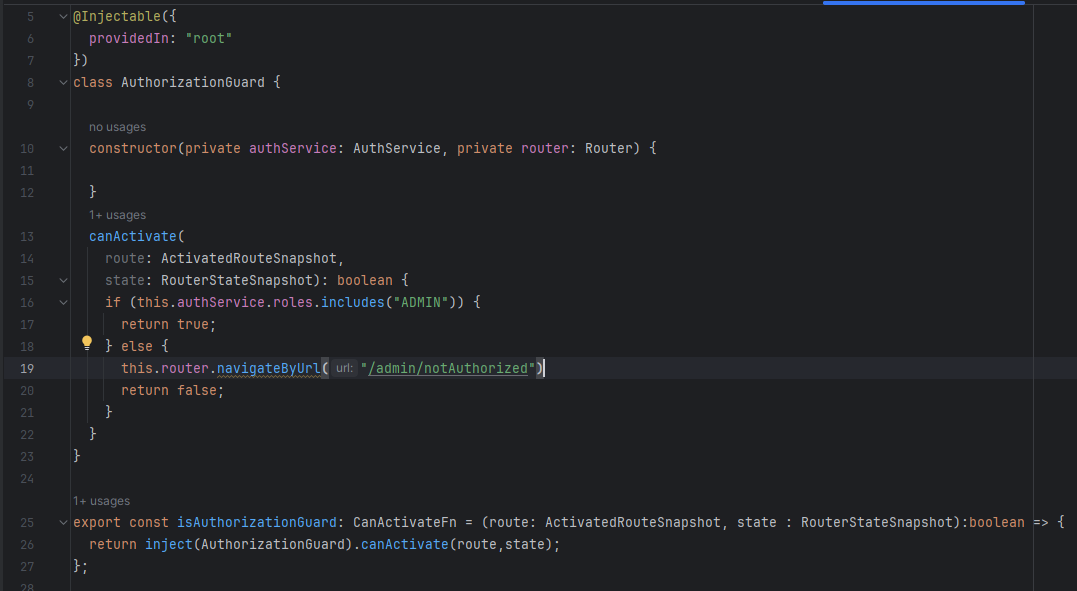 5 @Injectable({
6 providedIn: "root"
7 })
8 class AuthorizationGuard {
9
no usages
10 constructor(private authService: AuthService, private router: Router) {
11
12 }
1+ usages
13 canActivate(
14 route: ActivatedRouteSnapshot,
15 state: RouterStateSnapshot): boolean {
16 if (this.authService.roles.includes("ADMIN")) {
17 return true;
18 } else {
19 this.router.navigateByUrl( url: "/admin/notAuthorized")
20 return false;
21 }
22 }
23 }
24
1+ usages
25 export const isAuthorizationGuard: CanActivateFn = (route: ActivatedRouteSnapshot, state : RouterStateSnapshot):boolean => {
26 return inject(AuthorizationGuard).canActivate(route,state);
27 };
28